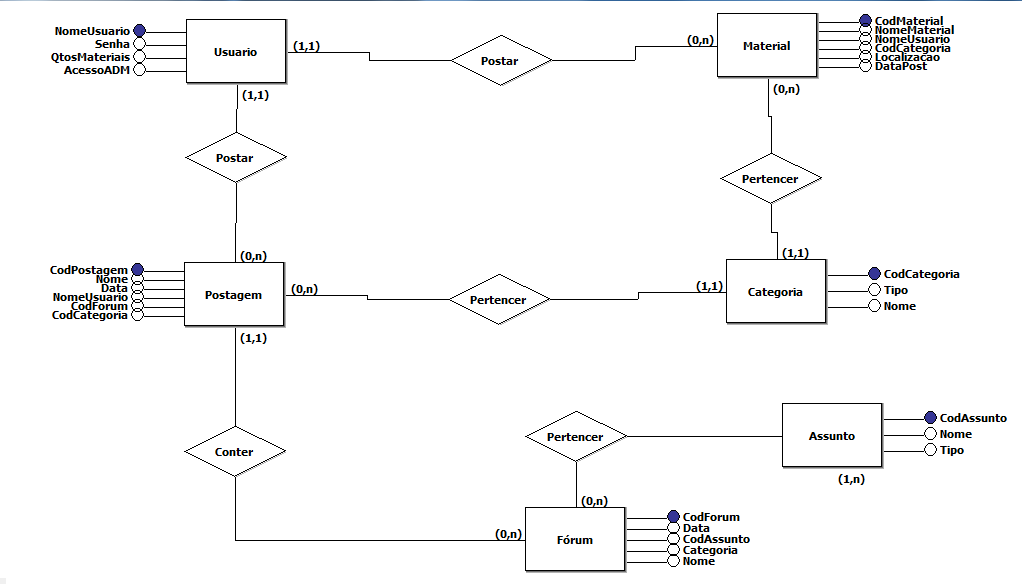 NomeUsuario
Senha
QtosMateriais
AcessoADM
Usuario
(1,1)
(1,1)
Postar
(0,n)
Material
(0,n)
CodMaterial
NomeMaterial
NomeUsuario
CodCategoria
Localizacao
DataPost
Postar
Pertencer
(0,n)
(1,1)
CodPostagem
Nome
Data
NomeUsuario
CodForum
CodCategoria
Postagem
(0,n)
(1,1)
Pertencer
(1,1)
Categoria
CodCategoria
Tipo
Nome
Conter
Pertencer
(0,n)
Assunto
(1,n)
CodAssunto
Nome
Tipo
(0,n)
Fórum
CodForum
Data
CodAssunto
Categoria
Nome